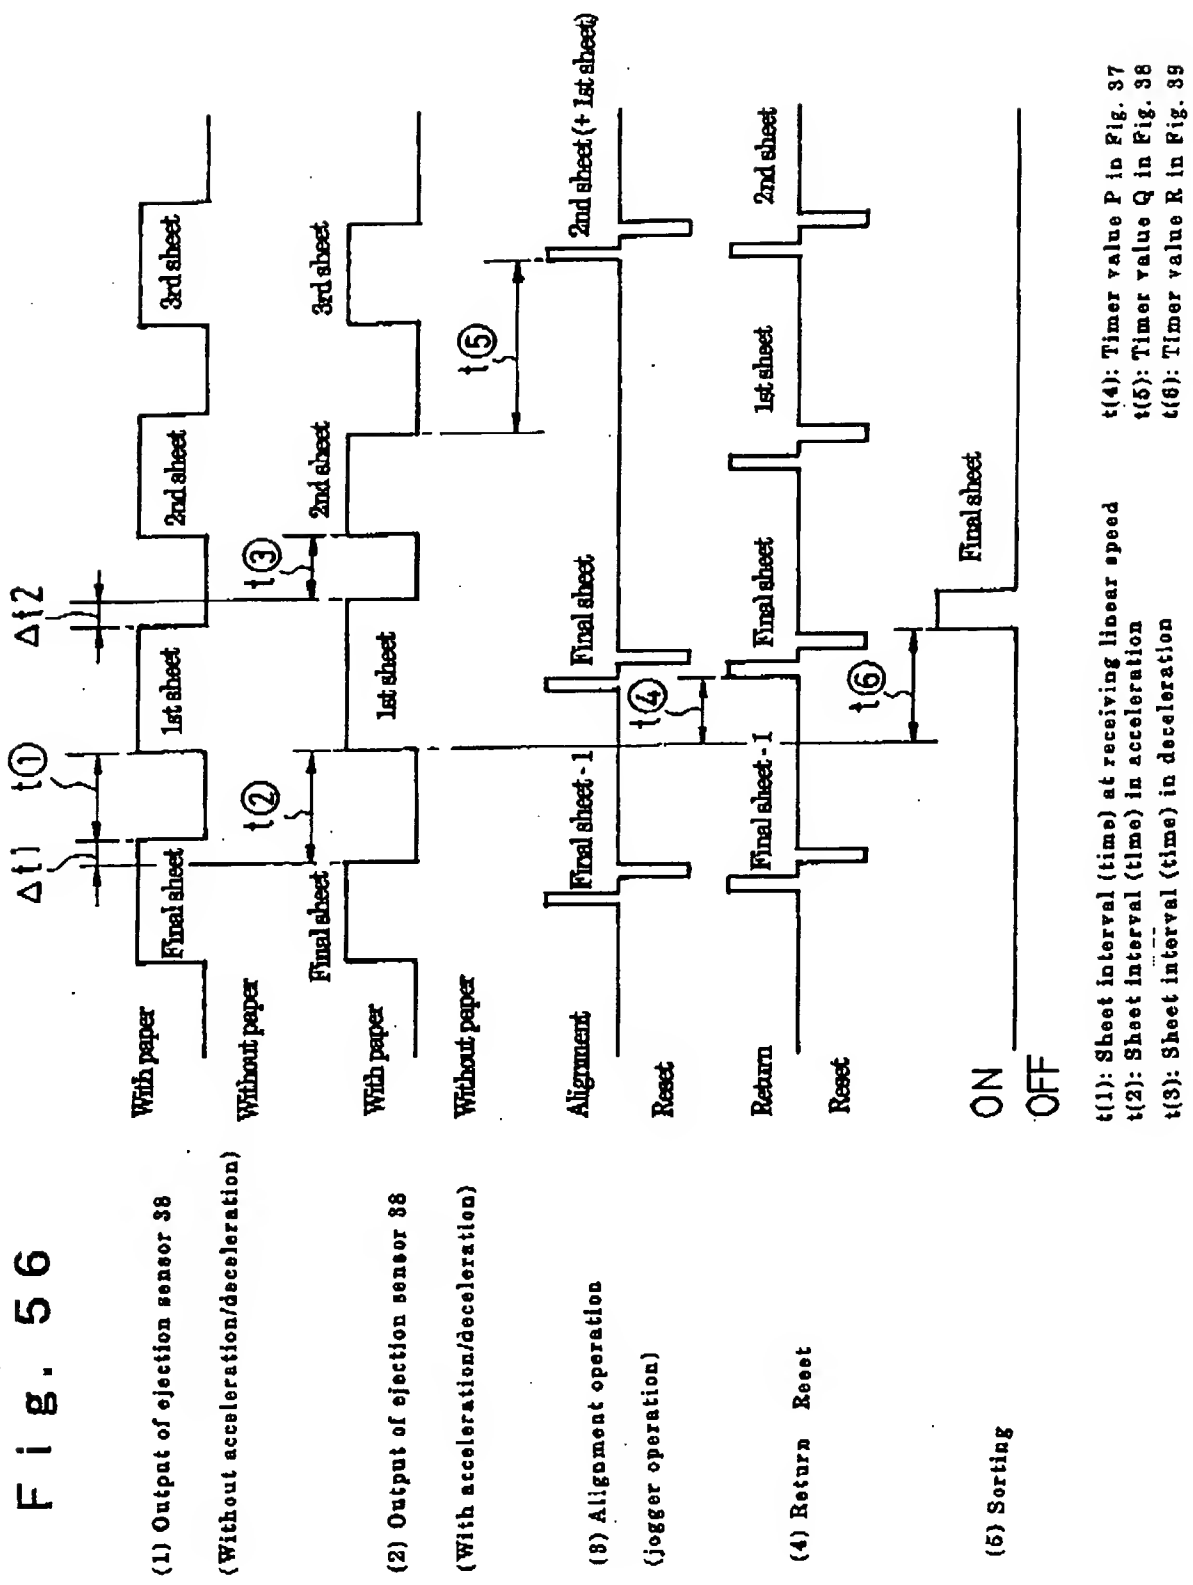 Fig. 56
(1) Output of ejection sensor 38
(Without acceleration/deceleration)
With paper
Without paper
Final sheet
1st sheet
2nd sheet
3rd sheet
Δt1
t①
Δt2
(2) Output of ejection sensor 38
(With acceleration/deceleration)
With paper
Without paper
Final sheet
1st sheet
2nd sheet
3rd sheet
t②
t③
(3) Alignment operation
(jogger operation)
Alignment
Reset
Final sheet - 1
Final sheet
2nd sheet (+ 1st sheet)
t④
t⑤
(4) Return Reset
Return
Reset
Final sheet - 1
Final sheet
1st sheet
2nd sheet
t⑥
(5) Sorting
ON
OFF
Final sheet
t(1): Sheet interval (time) at receiving linear speed
t(2): Sheet interval (time) in acceleration
t(3): Sheet interval (time) in deceleration
t(4): Timer value P in Fig. 37
t(5): Timer value Q in Fig. 38
t(6): Timer value R in Fig. 39